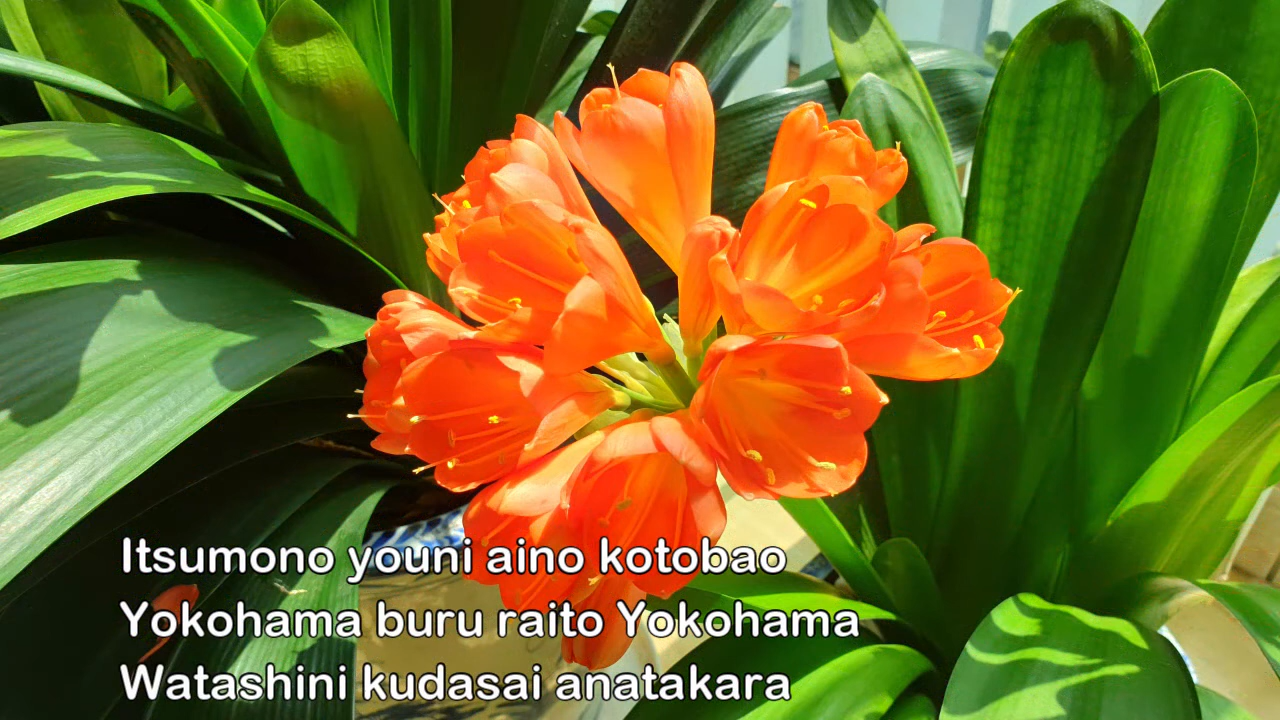 Itsumono youni aino kotobao
Yokohama buru raito Yokohama
Watashini kudasai anatakara